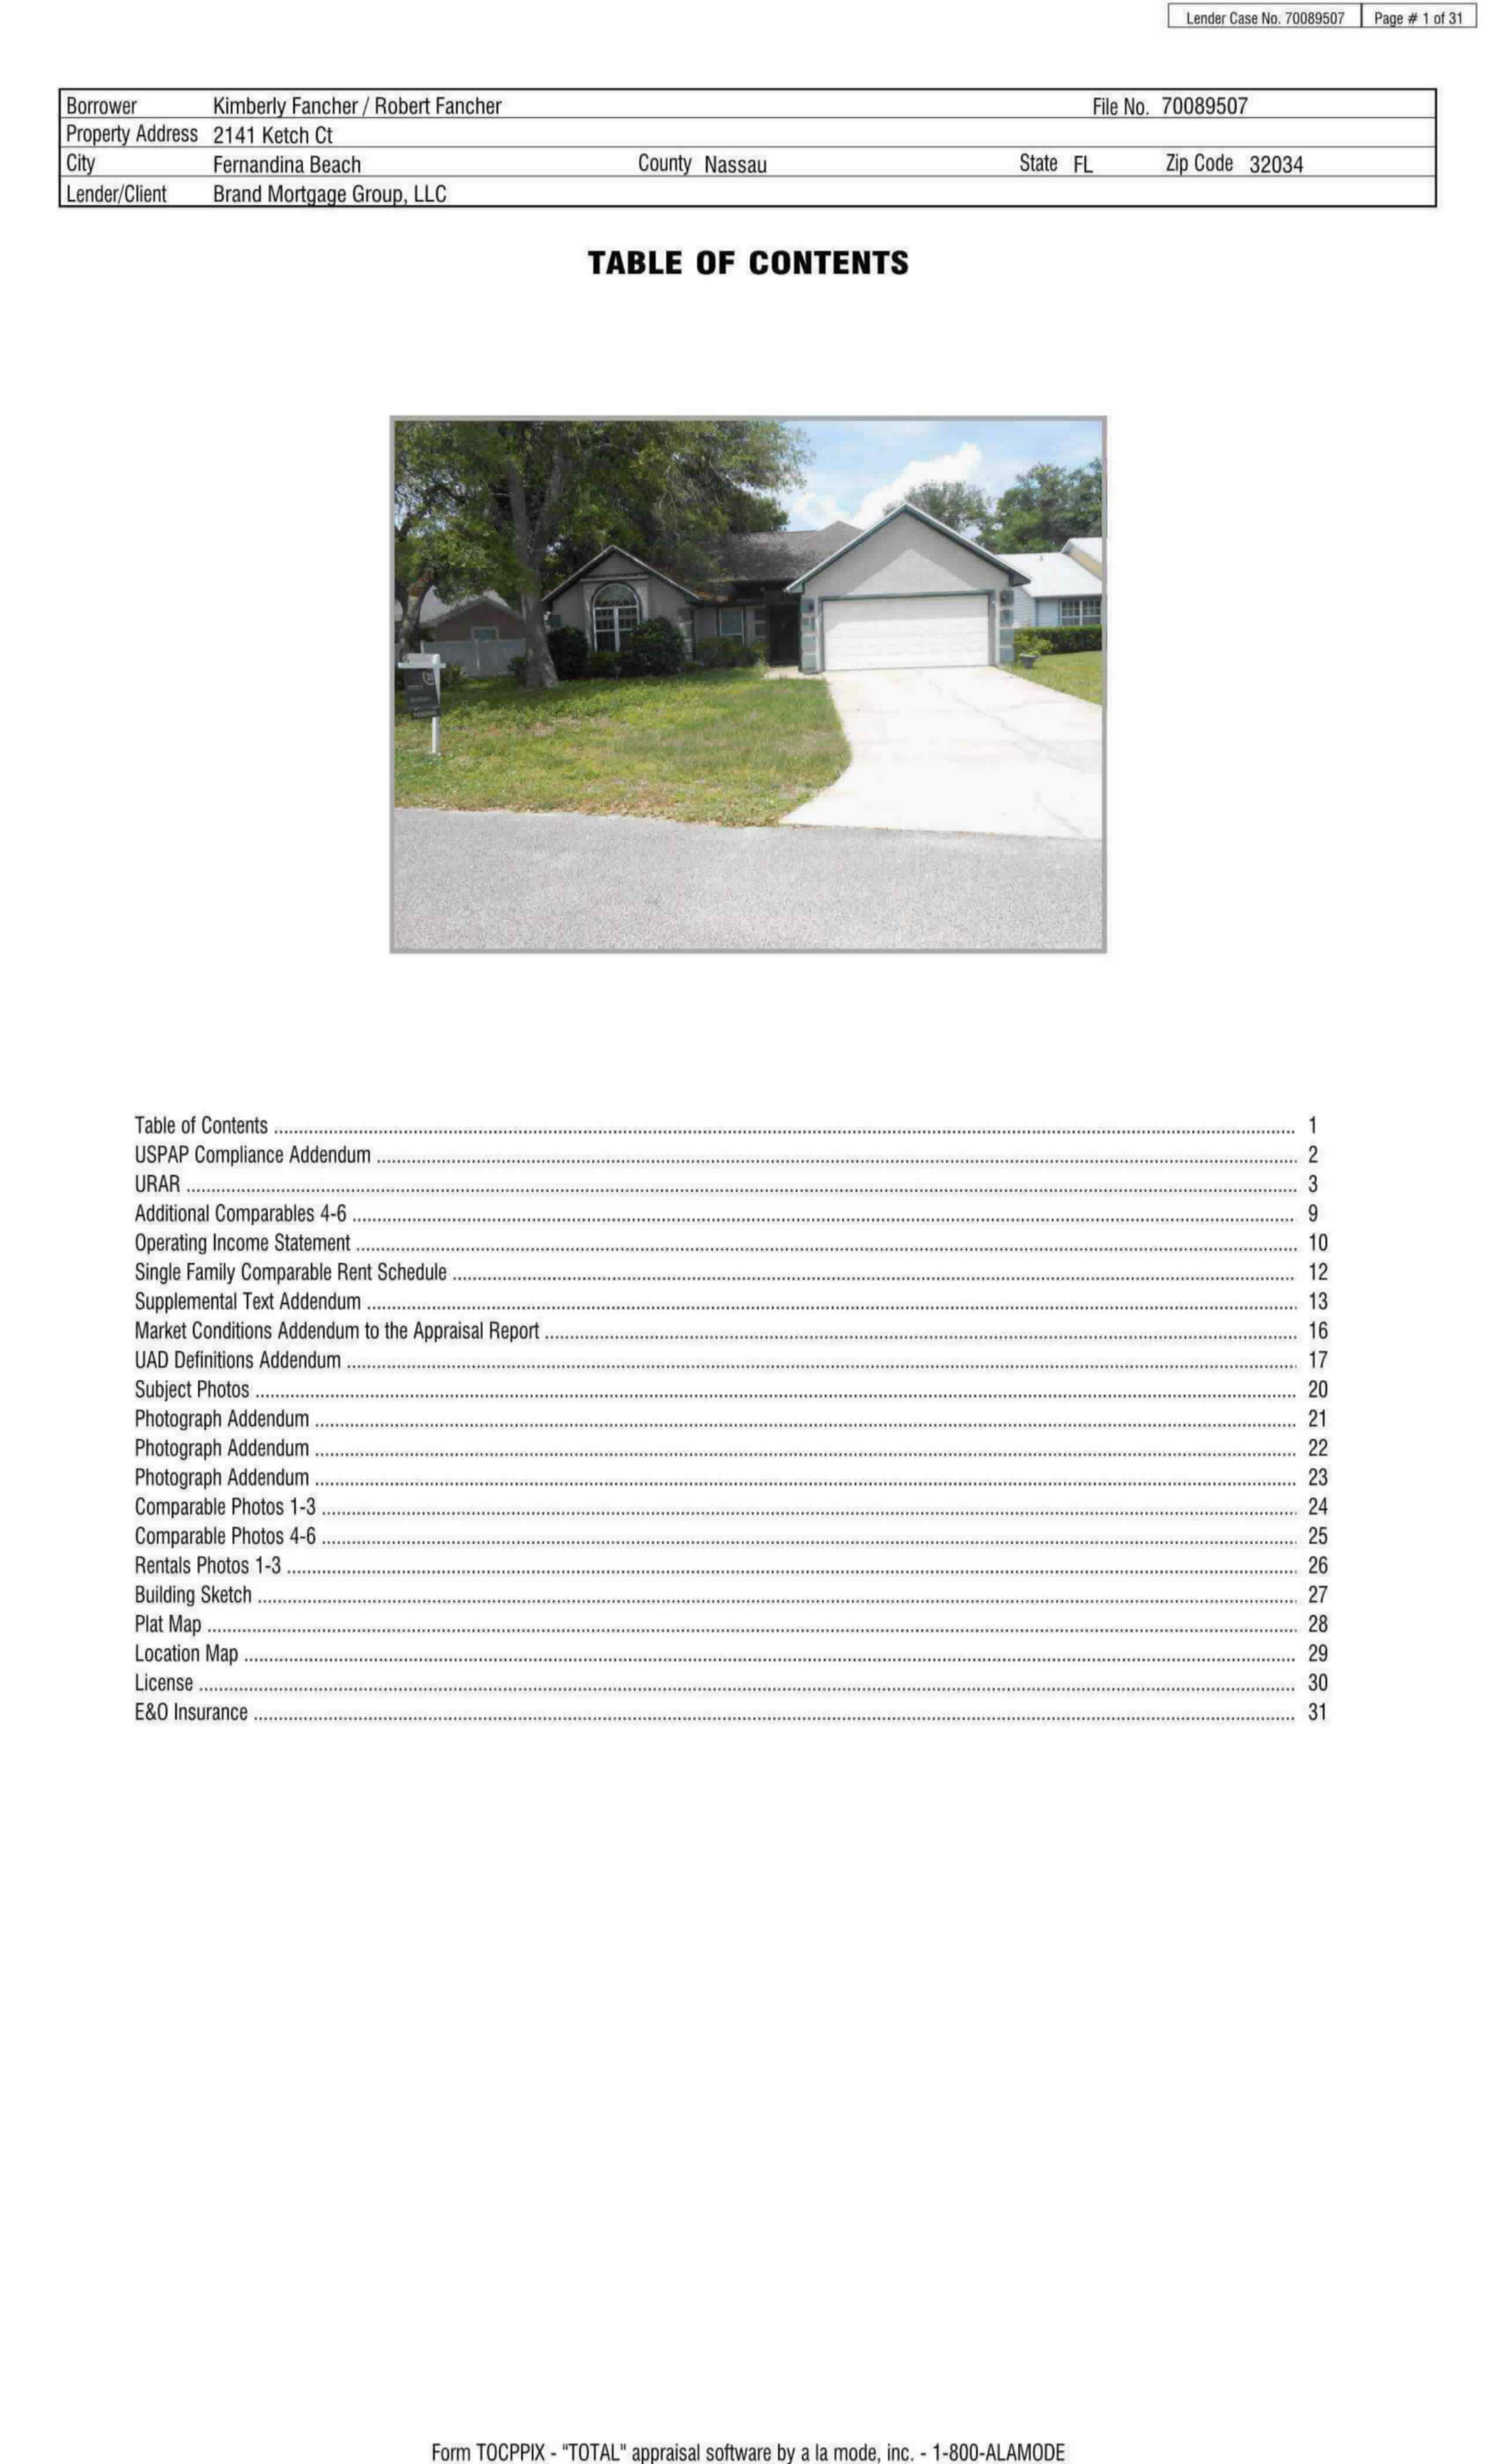 Lender Case No. 70089507 Page # 1 of 31
Borrower Kimberly Fancher / Robert Fancher File No. 70089507
Property Address 2141 Ketch Ct
City Fernandina Beach County Nassau State FL Zip Code 32034
Lender/Client Brand Mortgage Group, LLC
TABLE OF CONTENTS
Table of Contents 1
USPAP Compliance Addendum 2
URAR 3
Additional Comparables 4-6 9
Operating Income Statement 10
Single Family Comparable Rent Schedule 12
Supplemental Text Addendum 13
Market Conditions Addendum to the Appraisal Report 16
UAD Definitions Addendum 17
Subject Photos 20
Photograph Addendum 21
Photograph Addendum 22
Photograph Addendum 23
Comparable Photos 1-3 24
Comparable Photos 4-6 25
Rentals Photos 1-3 26
Building Sketch 27
Plat Map 28
Location Map 29
License 30
E&O Insurance 31
Form TOCPPIX - "TOTAL" appraisal software by a la mode, inc. - 1-800-ALAMODE